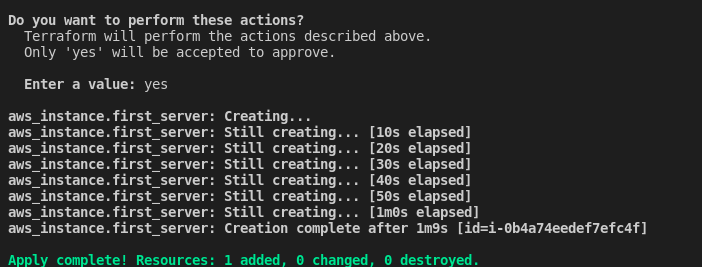 Do you want to perform these actions?
  Terraform will perform the actions described above.
  Only 'yes' will be accepted to approve.

  Enter a value: yes

aws_instance.first_server: Creating...
aws_instance.first_server: Still creating... [10s elapsed]
aws_instance.first_server: Still creating... [20s elapsed]
aws_instance.first_server: Still creating... [30s elapsed]
aws_instance.first_server: Still creating... [40s elapsed]
aws_instance.first_server: Still creating... [50s elapsed]
aws_instance.first_server: Still creating... [1m0s elapsed]
aws_instance.first_server: Creation complete after 1m9s [id=i-0b4a74eedef7efc4f]

Apply complete! Resources: 1 added, 0 changed, 0 destroyed.